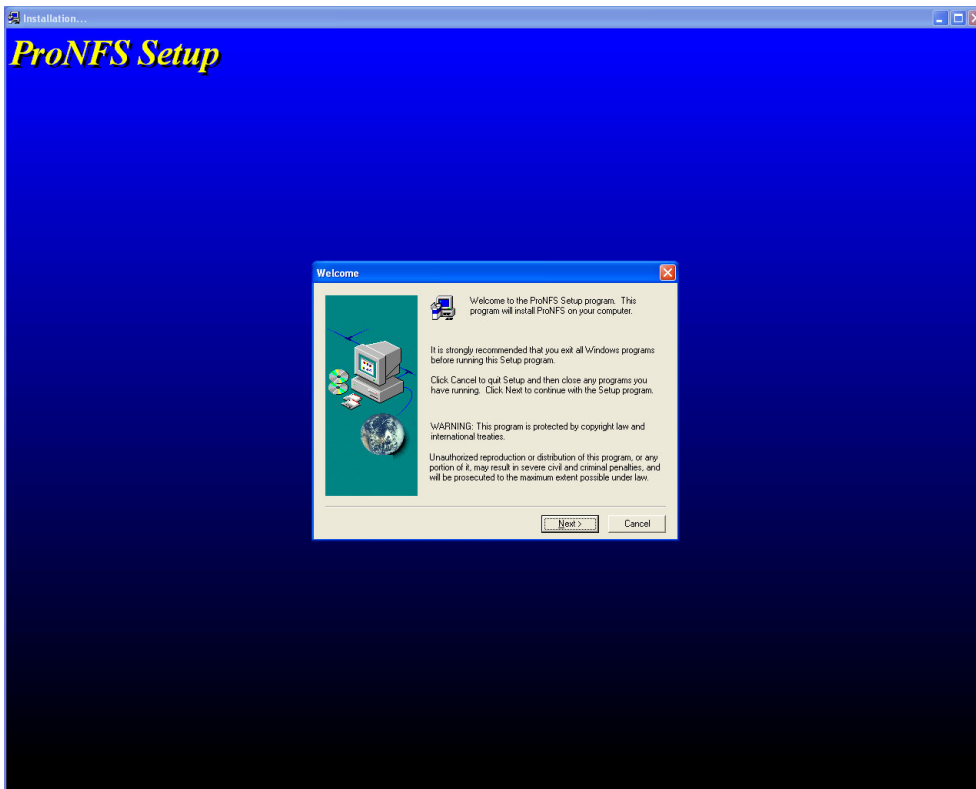 Installation...
ProNFS Setup
Welcome
Welcome to the ProNFS Setup program. This
program will install ProNFS on your computer.
It is strongly recommended that you exit all Windows programs
before running this Setup program.
Click Cancel to quit Setup and then close any programs you
have running. Click Next to continue with the Setup program.
WARNING: This program is protected by copyright law and
international treaties.
Unauthorized reproduction or distribution of this program, or any
portion of it, may result in severe civil and criminal penalties, and
will be prosecuted to the maximum extent possible under law.
Next >
Cancel